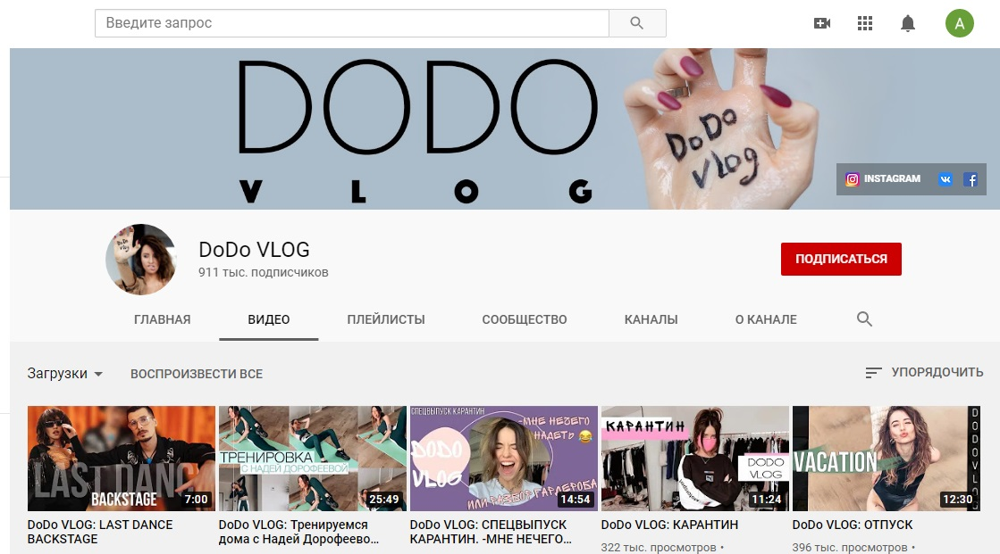 Введите запрос
A
DODO
VLOG
DoDo
Vlog
INSTAGRAM
DoDo VLOG
911 тыс. подписчиков
ПОДПИСАТЬСЯ
ГЛАВНАЯ ВИДЕО ПЛЕЙЛИСТЫ СООБЩЕСТВО КАНАЛЫ О КАНАЛЕ
Загрузки ВОСПРОИЗВЕСТИ ВСЕ УПОРЯДОЧИТЬ
LAST DANC
BACKSTAGE
7:00
ТРЕНИРОВКА
С НАДЕЙ ДОРОФЕЕВОЙ
25:49
СПЕЦВЫПУСК КАРАНТИН
-МНЕ НЕЧЕГО
НАДЕТЬ
DODO
VLOG
ИЛИ РАЗБОР ГАРДЕРОБА
14:54
КАРАНТИН
DODO
VLOG
11:24
VACATION
DODOVLO
12:30
DoDo VLOG: LAST DANCE
BACKSTAGE
DoDo VLOG: Тренируемся
дома с Надей Дорофеево...
DoDo VLOG: СПЕЦВЫПУСК
КАРАНТИН. -МНЕ НЕЧЕГО...
DoDo VLOG: КАРАНТИН
322 тыс. просмотров •
DoDo VLOG: ОТПУСК
396 тыс. просмотров •